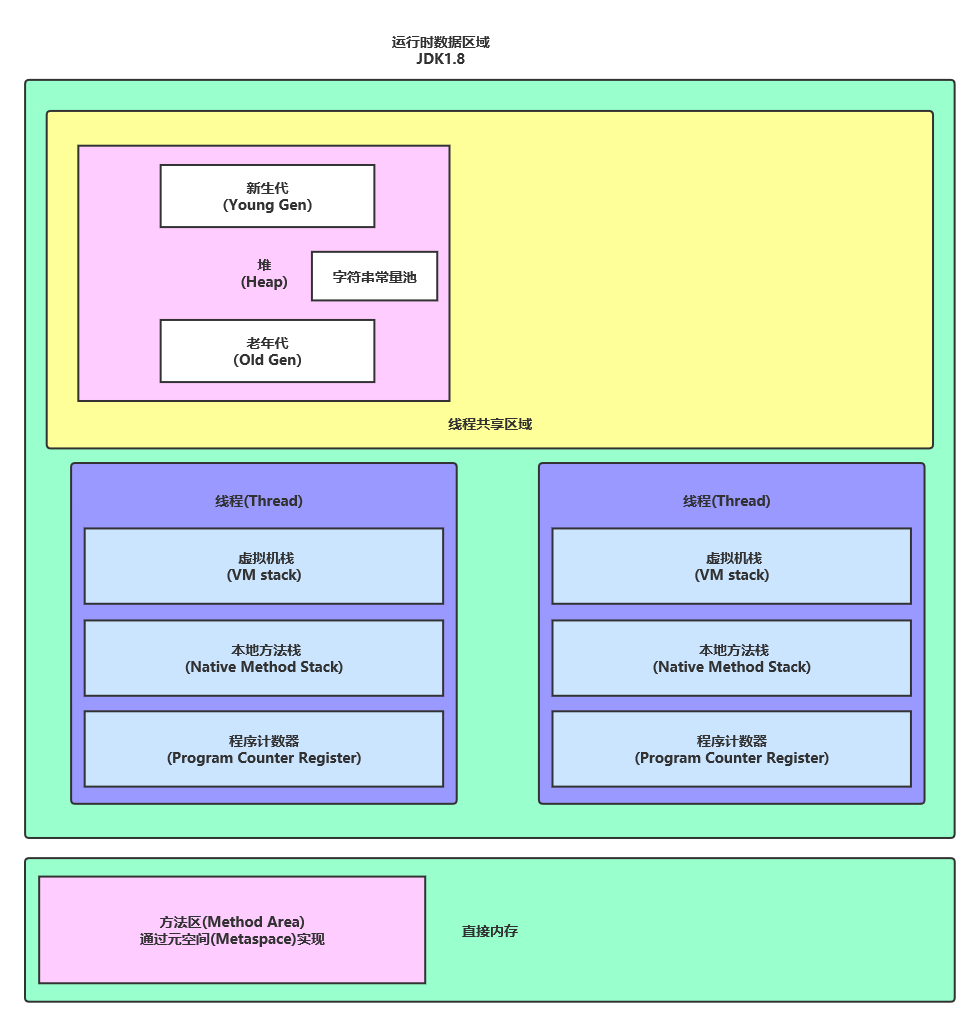 运行时数据区域
JDK1.8
新生代
(Young Gen)
堆
(Heap)
字符串常量池
老年代
(Old Gen)
线程共享区域
线程(Thread)
虚拟机栈
(VM stack)
本地方法栈
(Native Method Stack)
程序计数器
(Program Counter Register)
线程(Thread)
虚拟机栈
(VM stack)
本地方法栈
(Native Method Stack)
程序计数器
(Program Counter Register)
方法区(Method Area)
通过元空间(Metaspace)实现
直接内存